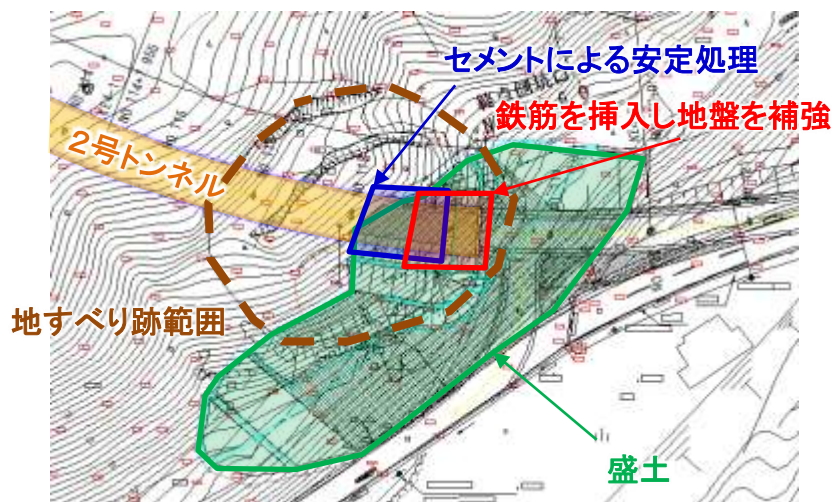 セメントによる安定処理
鉄筋を挿入し地盤を補強
2号トンネル
地すべり跡範囲
盛土